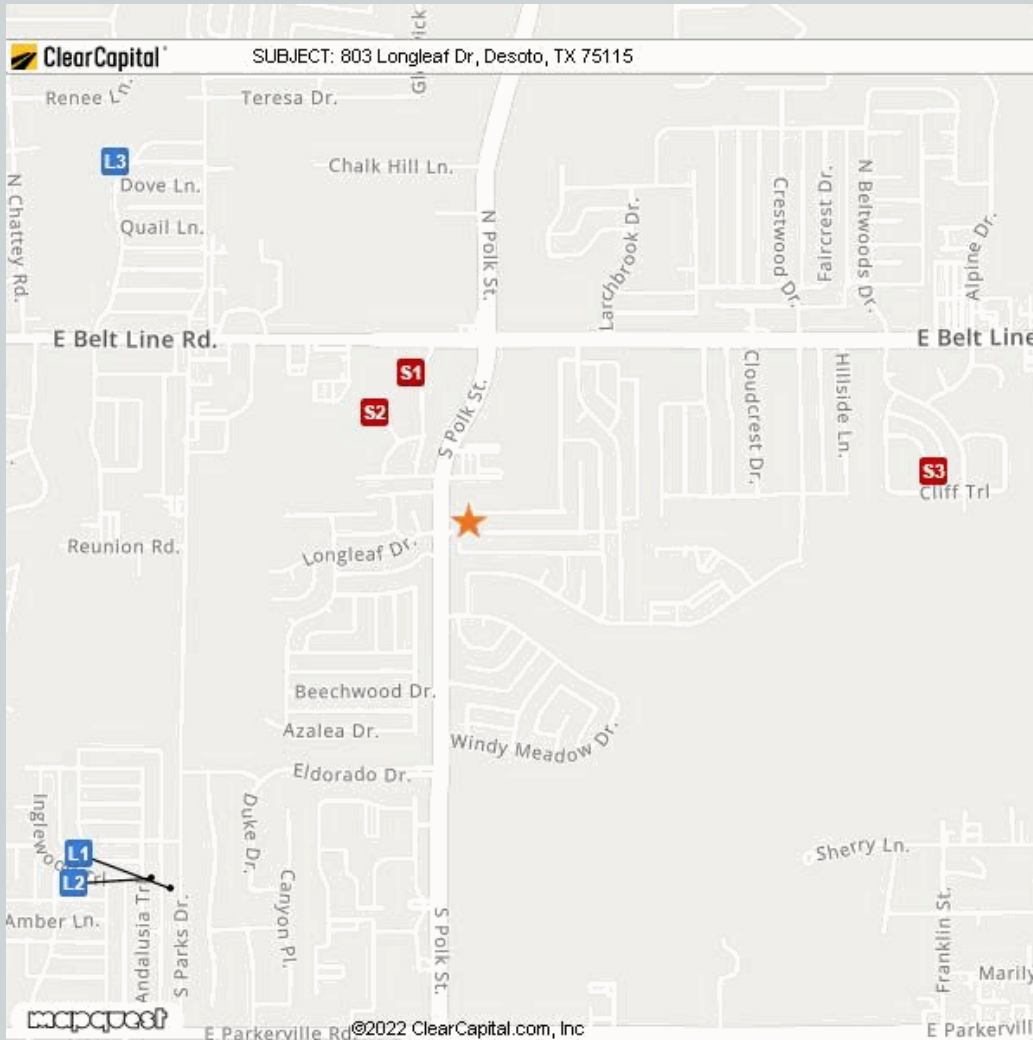 ClearCapital
SUBJECT: 803 Longleaf Dr, Desoto, TX 75115
Renee Ln.
Teresa Dr.
L3
Dove Ln.
Chalk Hill Ln.
Quail Ln.
N Chattey Rd.
N Polk St.
Larchbrook Dr.
Crestwood Dr.
Faircrest Dr.
N Beltwoods Dr.
Alpine Dr.
E Belt Line Rd.
E Belt Line
S1
S2
S Polk St.
Cloudcrest Dr.
Hillside Ln.
S3
Cliff Trl
Reunion Rd.
Longleaf Dr.
Beechwood Dr.
Azalea Dr.
Windy Meadow Dr.
Eldorado Dr.
Duke Dr.
Canyon Pl.
L1
L2
Amber Ln.
S Parks Dr.
S Polk St.
Sherry Ln.
Franklin St.
Marily
mapquest
E Parkerville Rd.
©2022 ClearCapital.com, Inc
E Parkervill